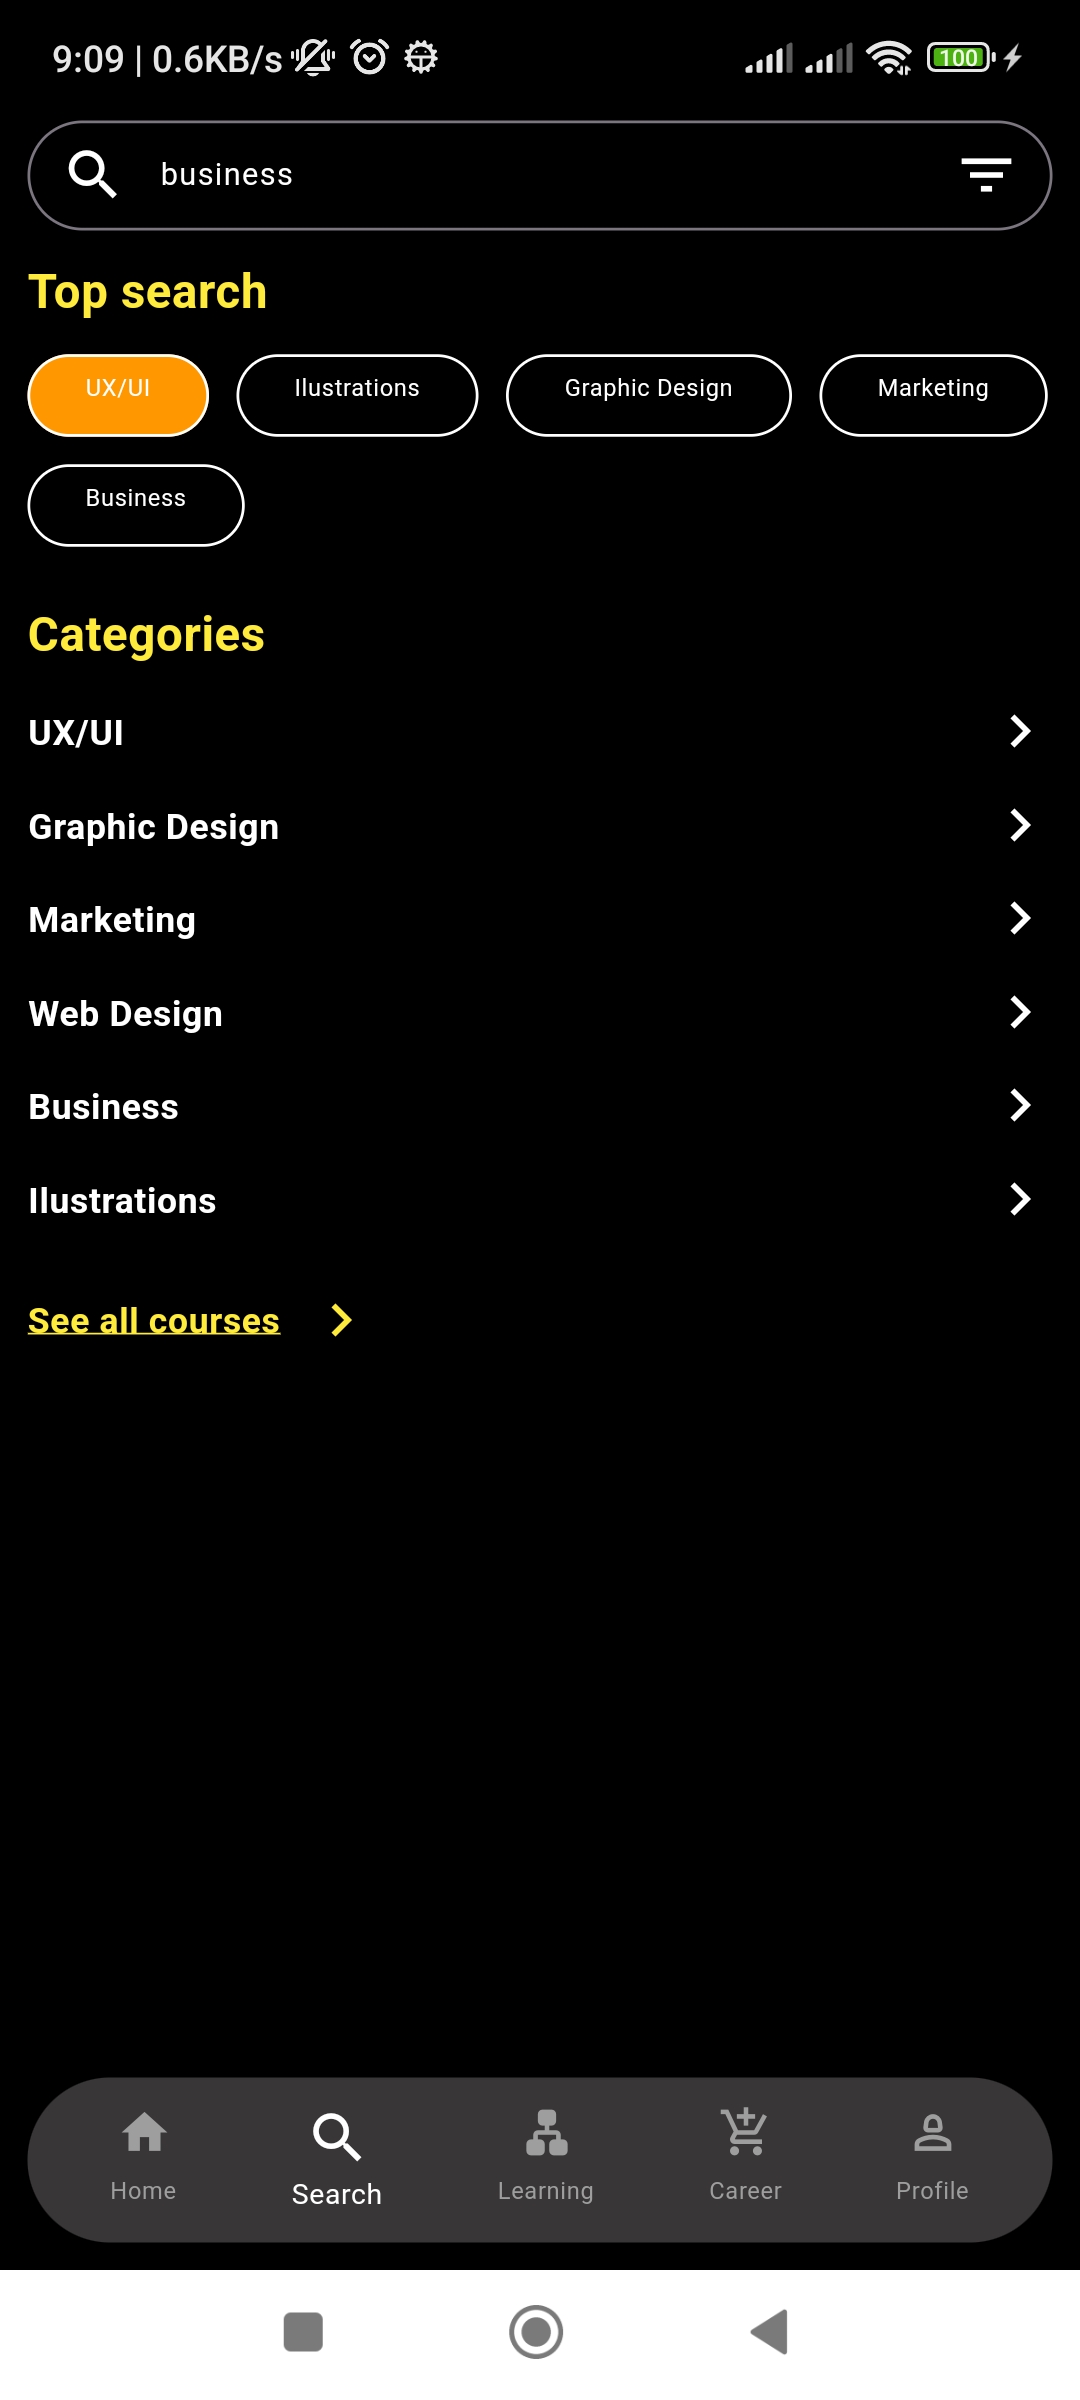 9:09 | 0.6KB/s 100
business
Top search
UX/UI Ilustrations Graphic Design Marketing
Business
Categories
UX/UI
Graphic Design
Marketing
Web Design
Business
Ilustrations
See all courses
Home Search Learning Career Profile